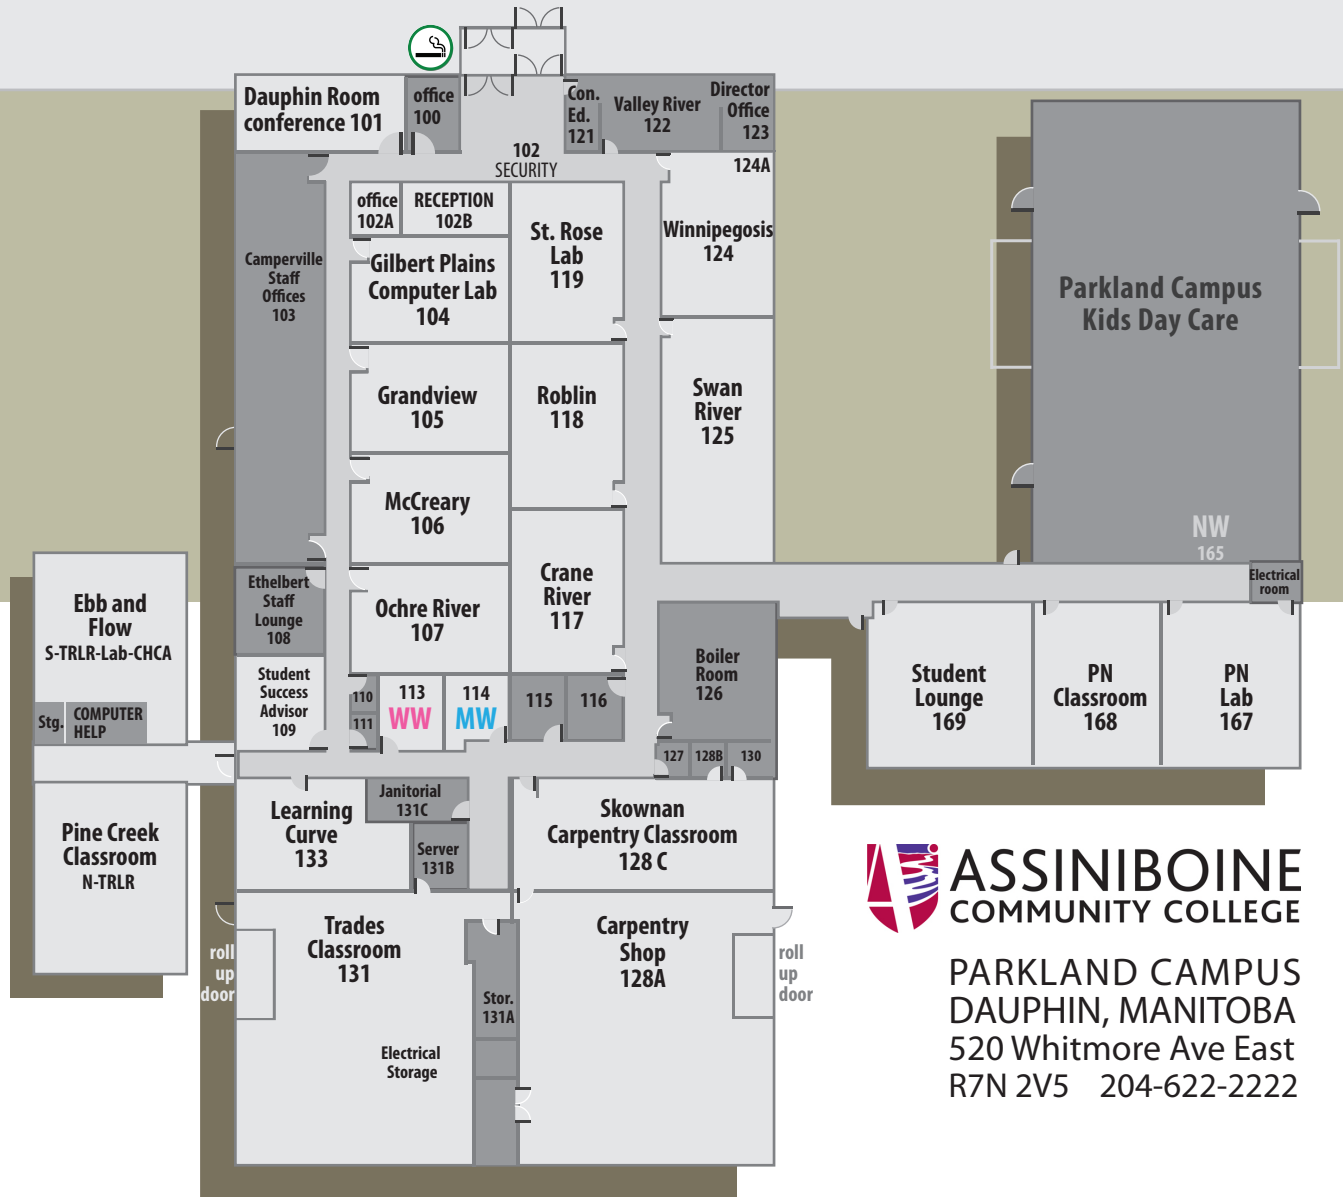 Dauphin Room
conference 101
office
100
102
SECURITY
Con.
Ed.
121
Valley River
122
Director
Office
123
124A
office
102A
RECEPTION
102B
St. Rose
Lab
119
Winnipegosis
124
Camperville
Staff
Offices
103
Gilbert Plains
Computer Lab
104
Parkland Campus
Kids Day Care
Grandview
105
Roblin
118
Swan
River
125
McCreary
106
NW
165
Electrical
room
Ebb and
Flow
S-TRLR-Lab-CHCA
Stg.
COMPUTER
HELP
Ethelbert
Staff
Lounge
108
Ochre River
107
Crane
River
117
Student
Success
Advisor
109
110
111
113
WW
114
MW
115
116
Boiler
Room
126
127
128B
130
Student
Lounge
169
PN
Classroom
168
PN
Lab
167
Pine Creek
Classroom
N-TRLR
Learning
Curve
133
Janitorial
131C
Server
131B
Skownan
Carpentry Classroom
128 C
roll
up
door
Trades
Classroom
131
Stor.
131A
Electrical
Storage
Carpentry
Shop
128A
roll
up
door
ASSINIBOINE
COMMUNITY COLLEGE
PARKLAND CAMPUS
DAUPHIN, MANITOBA
520 Whitmore Ave East
R7N 2V5 204-622-2222